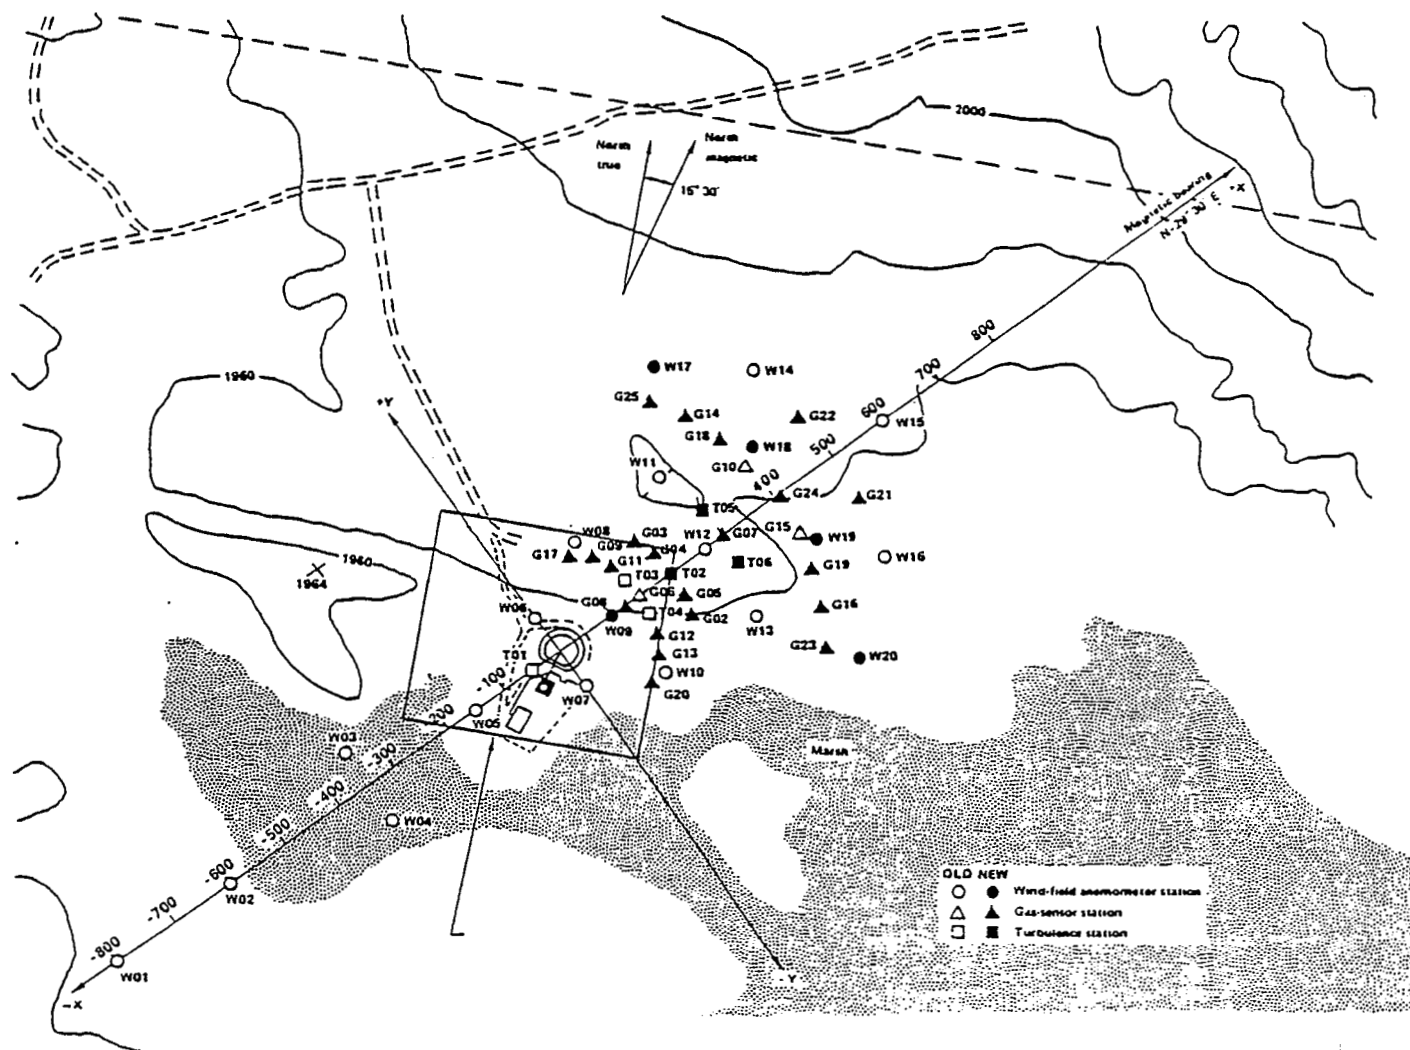 2000
North
true
North
magnetic
15° 30'
Magnetic bearing
N-29° 30' E
+X
800
700
W17
W14
1960
+Y
G25
G14
G22
600
W15
G18
W18
500
W11
G10
400
G24
G21
T05
W08
G03
W12
G07
G15
W19
W16
1960
1964
G17
G09
G04
G11
T03
T02
T06
G19
G06
G05
G08
T04
G02
G16
W06
W09
W13
G12
G23
W20
T01
G13
-100
W07
W10
G20
W05
-200
W03
-300
Marsh
-400
W04
-500
-600
W02
-700
-800
W01
-X
-Y
OLD NEW
Wind-field anemometer station
Gas-sensor station
Turbulence station